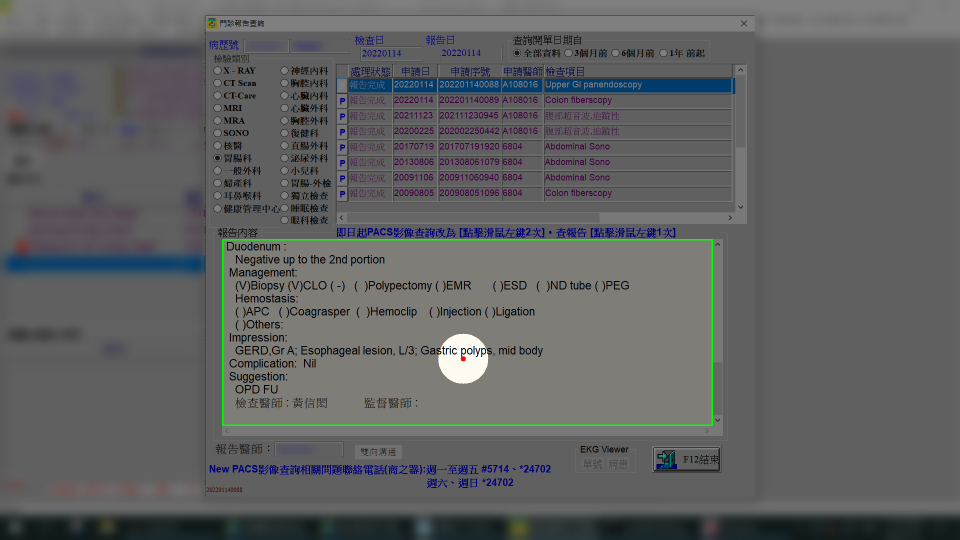 門診報告查詢
病歷號
檢查日
20220114
報告日
20220114
查詢開單日期自
全部資料 3個月前 6個月前 1年 前起
檢驗類別
X - RAY
CT Scan
CT-Care
MRI
MRA
SONO
核醫
胃腸科
一般外科
婦產科
耳鼻喉科
健康管理中心
神經內科
胸腔內科
心臟內科
心臟外科
胸腔外科
復健科
直腸外科
泌尿外科
小兒科
胃腸-外檢
獨立檢查
睡眠檢查
眼科檢查
處理狀態 申請日 申請序號 申請醫師 檢查項目
報告完成 20220114 202201140088 A108016 Upper GI panendoscopy
P 報告完成 20220114 202201140089 A108016 Colon fiberscopy
P 報告完成 20211123 202111230945 A108016 腹部超音波,追蹤性
P 報告完成 20200225 202002250442 A108016 腹部超音波,追蹤性
P 報告完成 20170719 201707191920 6804 Abdominal Sono
P 報告完成 20130806 201308061079 6804 Abdominal Sono
P 報告完成 20091106 200911060940 6804 Abdominal Sono
P 報告完成 20090805 200908051096 6804 Colon fiberscopy
報告內容
即日起PACS影像查詢改為 [點擊滑鼠左鍵2次]，查報告 [點擊滑鼠左鍵1次]
Duodenum :
Negative up to the 2nd portion
Management:
(V)Biopsy (V)CLO ( -) ( )Polypectomy ( )EMR ( )ESD ( )ND tube ( )PEG
Hemostasis:
( )APC ( )Coagrasper ( )Hemoclip ( )Injection ( )Ligation
( )Others:
Impression:
GERD,Gr A; Esophageal lesion, L/3; Gastric polyps, mid body
Complication: Nil
Suggestion:
OPD FU
檢查醫師：黃信閎 監督醫師：
報告醫師：
雙向溝通
EKG Viewer
單號 病患
F12結束
New PACS影像查詢相關問題聯絡電話(南之器):週一至週五 #5714、*24702
週六、週日 *24702
202201140088